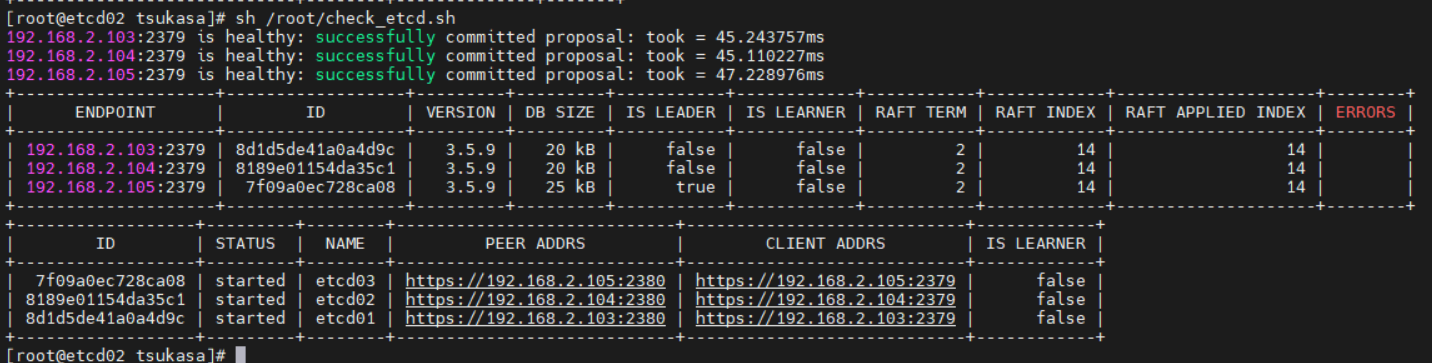 [root@etcd02 tsukasa]# sh /root/check_etcd.sh
192.168.2.103:2379 is healthy: successfully committed proposal: took = 45.243757ms
192.168.2.104:2379 is healthy: successfully committed proposal: took = 45.110227ms
192.168.2.105:2379 is healthy: successfully committed proposal: took = 47.228976ms
+--------------------+------------------+---------+---------+-----------+------------+-----------+------------+--------------------+--------+
| ENDPOINT | ID | VERSION | DB SIZE | IS LEADER | IS LEARNER | RAFT TERM | RAFT INDEX | RAFT APPLIED INDEX | ERRORS |
+--------------------+------------------+---------+---------+-----------+------------+-----------+------------+--------------------+--------+
| 192.168.2.103:2379 | 8d1d5de41a0a4d9c | 3.5.9 | 20 kB | false | false | 2 | 14 | 14 | |
| 192.168.2.104:2379 | 8189e01154da35c1 | 3.5.9 | 20 kB | false | false | 2 | 14 | 14 | |
| 192.168.2.105:2379 | 7f09a0ec728ca08 | 3.5.9 | 25 kB | true | false | 2 | 14 | 14 | |
+--------------------+------------------+---------+---------+-----------+------------+-----------+------------+--------------------+--------+
+------------------+---------+--------+----------------------------+----------------------------+------------+
| ID | STATUS | NAME | PEER ADDRS | CLIENT ADDRS | IS LEARNER |
+------------------+---------+--------+----------------------------+----------------------------+------------+
| 7f09a0ec728ca08 | started | etcd03 | https://192.168.2.105:2380 | https://192.168.2.105:2379 | false |
| 8189e01154da35c1 | started | etcd02 | https://192.168.2.104:2380 | https://192.168.2.104:2379 | false |
| 8d1d5de41a0a4d9c | started | etcd01 | https://192.168.2.103:2380 | https://192.168.2.103:2379 | false |
+------------------+---------+--------+----------------------------+----------------------------+------------+
[root@etcd02 tsukasa]#